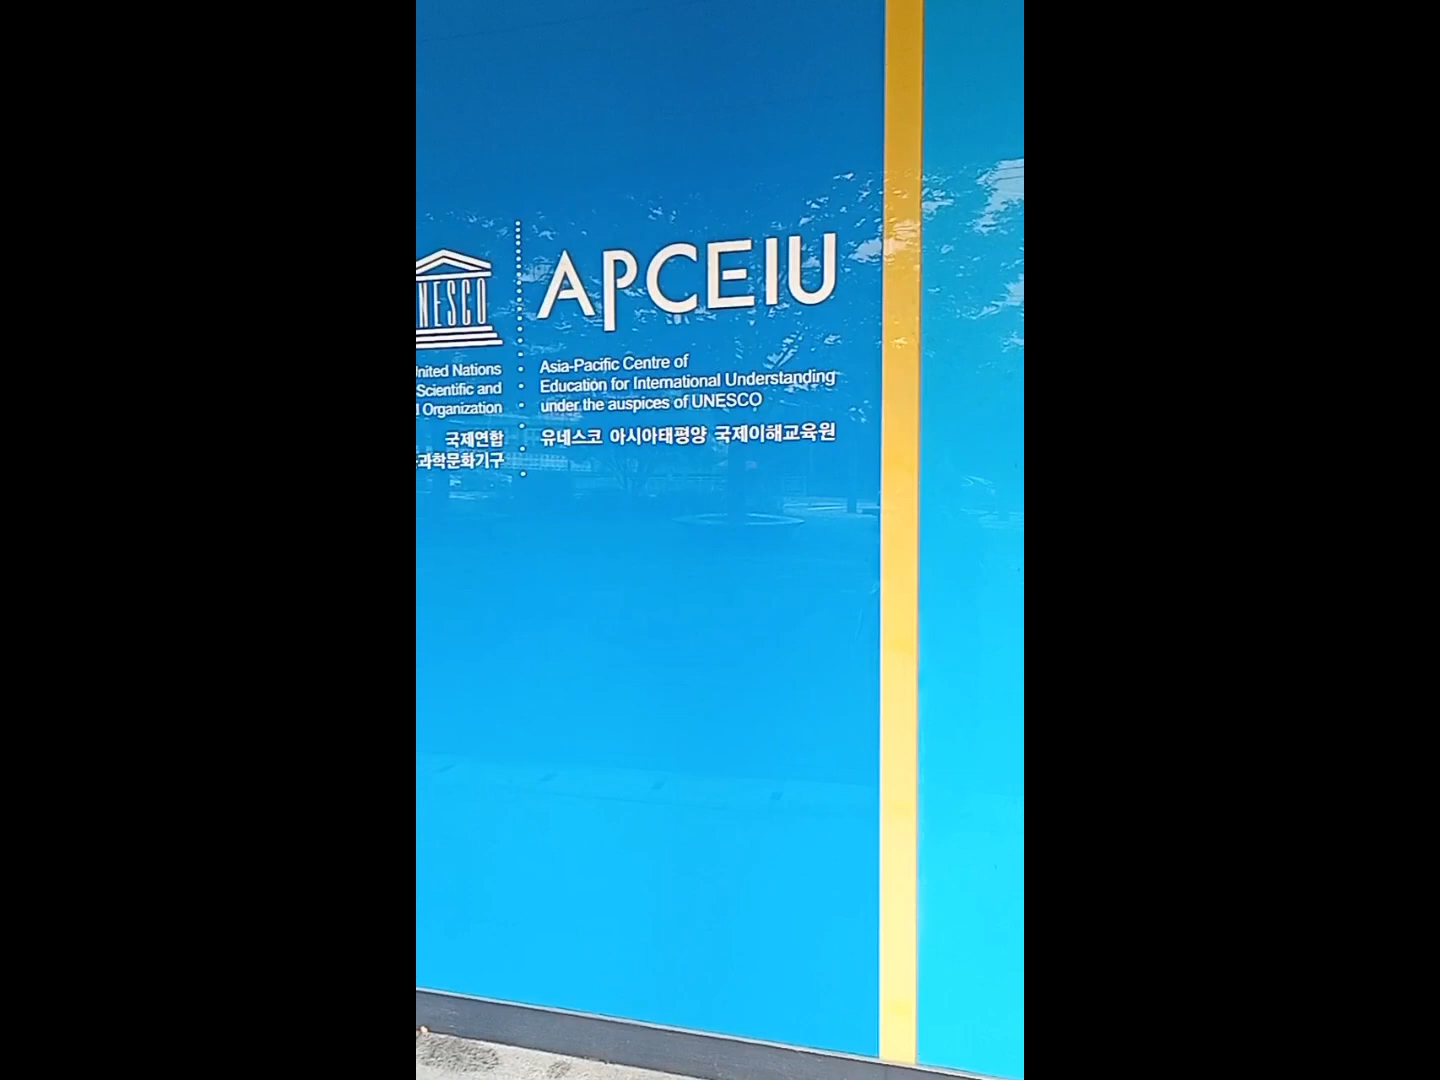 UNESCO
United Nations
Scientific and
Organization
국제연합
과학문화기구
APCEIU
Asia-Pacific Centre of
Education for International Understanding
under the auspices of UNESCO
유네스코 아시아태평양 국제이해교육원